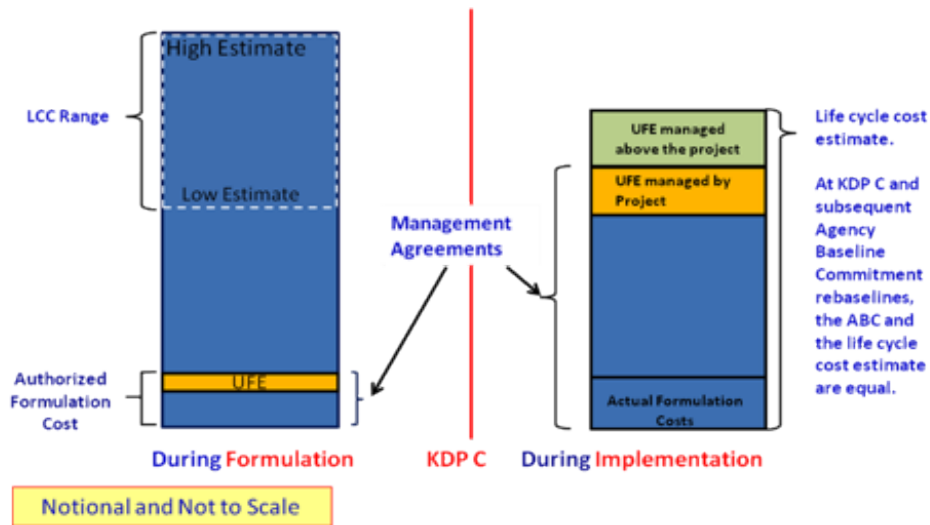 High Estimate
LCC Range
Low Estimate
Authorized
Formulation
Cost
UFE
During Formulation
Management
Agreements
KDP C
UFE managed
above the project
UFE managed by
Project
Actual Formulation
Costs
During Implementation
Life cycle cost
estimate.
At KDP C and
subsequent
Agency
Baseline
Commitment
rebaselines,
the ABC and
the life cycle
cost estimate
are equal.
Notional and Not to Scale